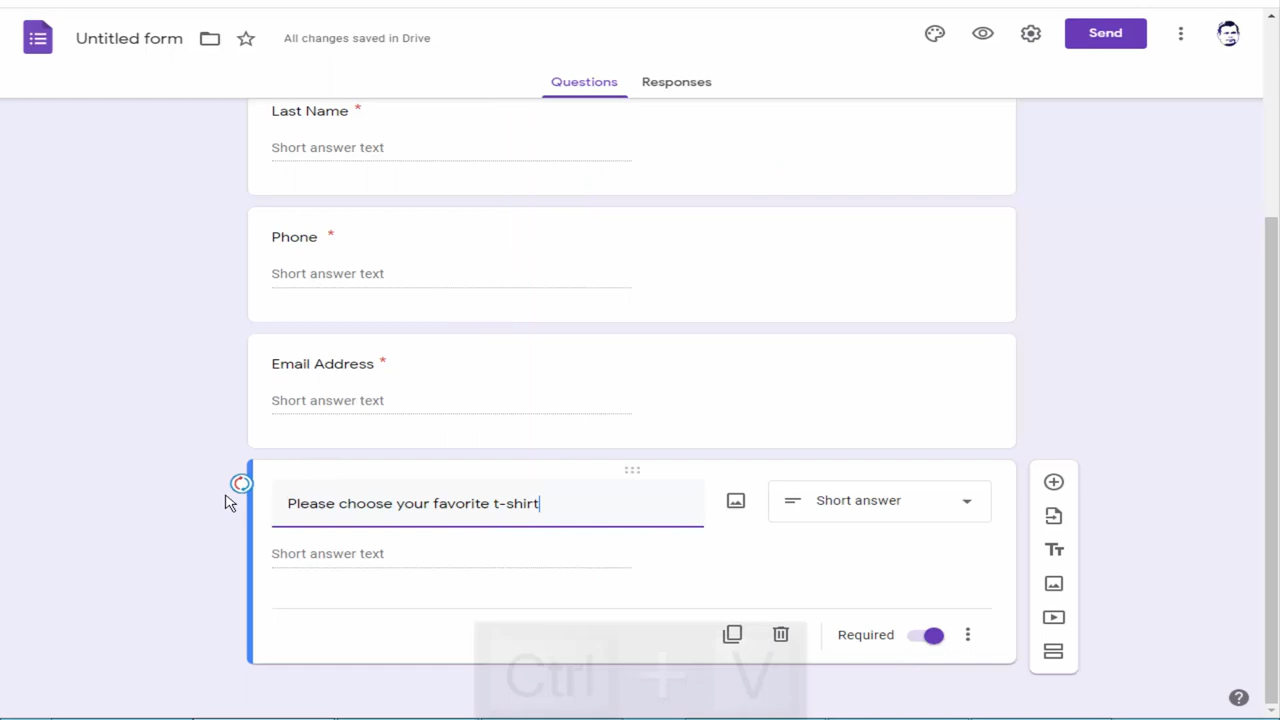 Untitled form
All changes saved in Drive
Send
Questions
Responses
Last Name *
Short answer text
Phone *
Short answer text
Email Address *
Short answer text
Please choose your favorite t-shirt
Short answer
Short answer text
Required
Ctrl + V